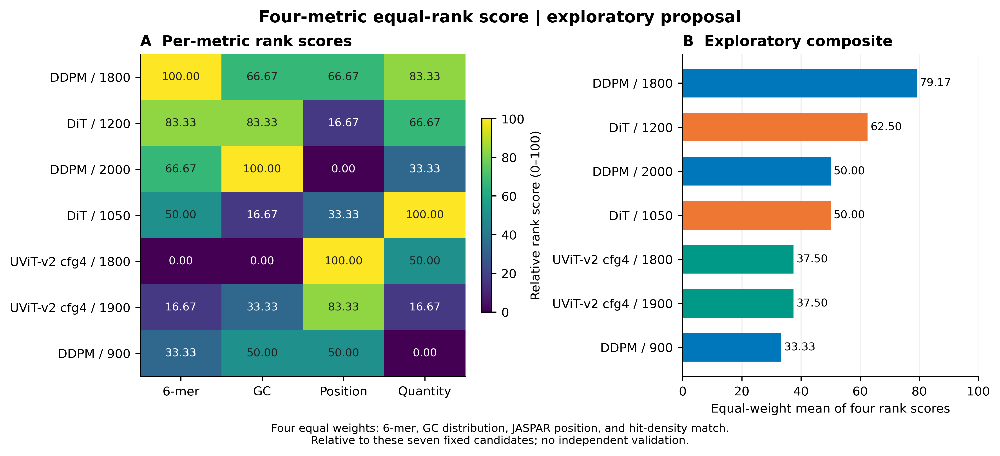 Four-metric equal-rank score | exploratory proposal
A Per-metric rank scores
DDPM / 1800 100.00 66.67 66.67 83.33
DiT / 1200 83.33 83.33 16.67 66.67
DDPM / 2000 66.67 100.00 0.00 33.33
DiT / 1050 50.00 16.67 33.33 100.00
UViT-v2 cfg4 / 1800 0.00 0.00 100.00 50.00
UViT-v2 cfg4 / 1900 16.67 33.33 83.33 16.67
DDPM / 900 33.33 50.00 50.00 0.00
6-mer GC Position Quantity
100
80
60
40
20
0
Relative rank score (0–100)
B Exploratory composite
DDPM / 1800 79.17
DiT / 1200 62.50
DDPM / 2000 50.00
DiT / 1050 50.00
UViT-v2 cfg4 / 1800 37.50
UViT-v2 cfg4 / 1900 37.50
DDPM / 900 33.33
0 20 40 60 80 100
Equal-weight mean of four rank scores
Four equal weights: 6-mer, GC distribution, JASPAR position, and hit-density match.
Relative to these seven fixed candidates; no independent validation.